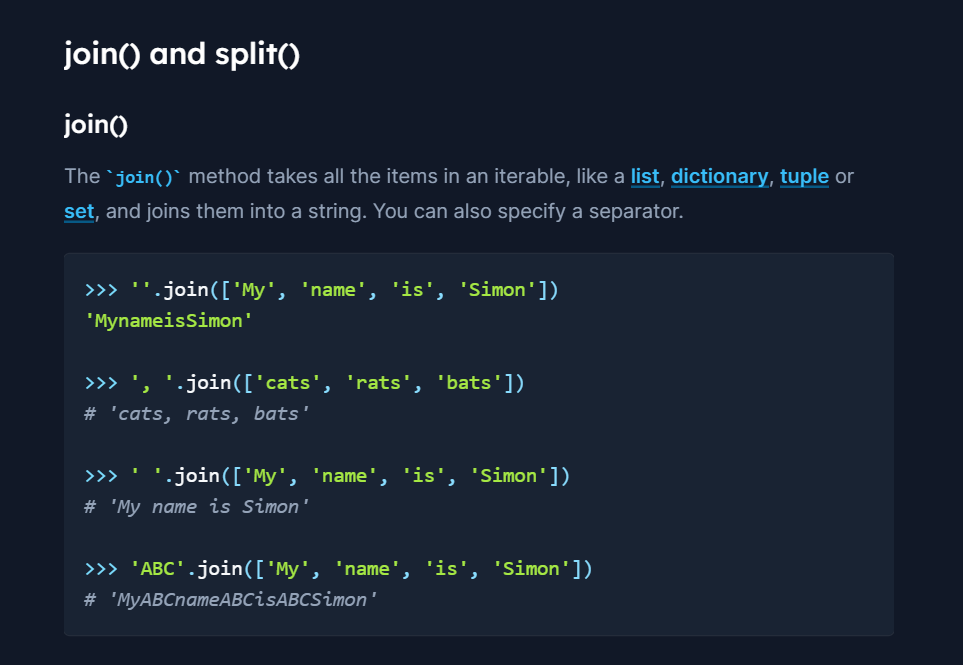 join() and split()
join()
The `join()` method takes all the items in an iterable, like a list, dictionary, tuple or
set, and joins them into a string. You can also specify a separator.
>>> ''.join(['My', 'name', 'is', 'Simon'])
'MynameisSimon'
>>> ', '.join(['cats', 'rats', 'bats'])
# 'cats, rats, bats'
>>> ' '.join(['My', 'name', 'is', 'Simon'])
# 'My name is Simon'
>>> 'ABC'.join(['My', 'name', 'is', 'Simon'])
# 'MyABCnameABCisABCSimon'